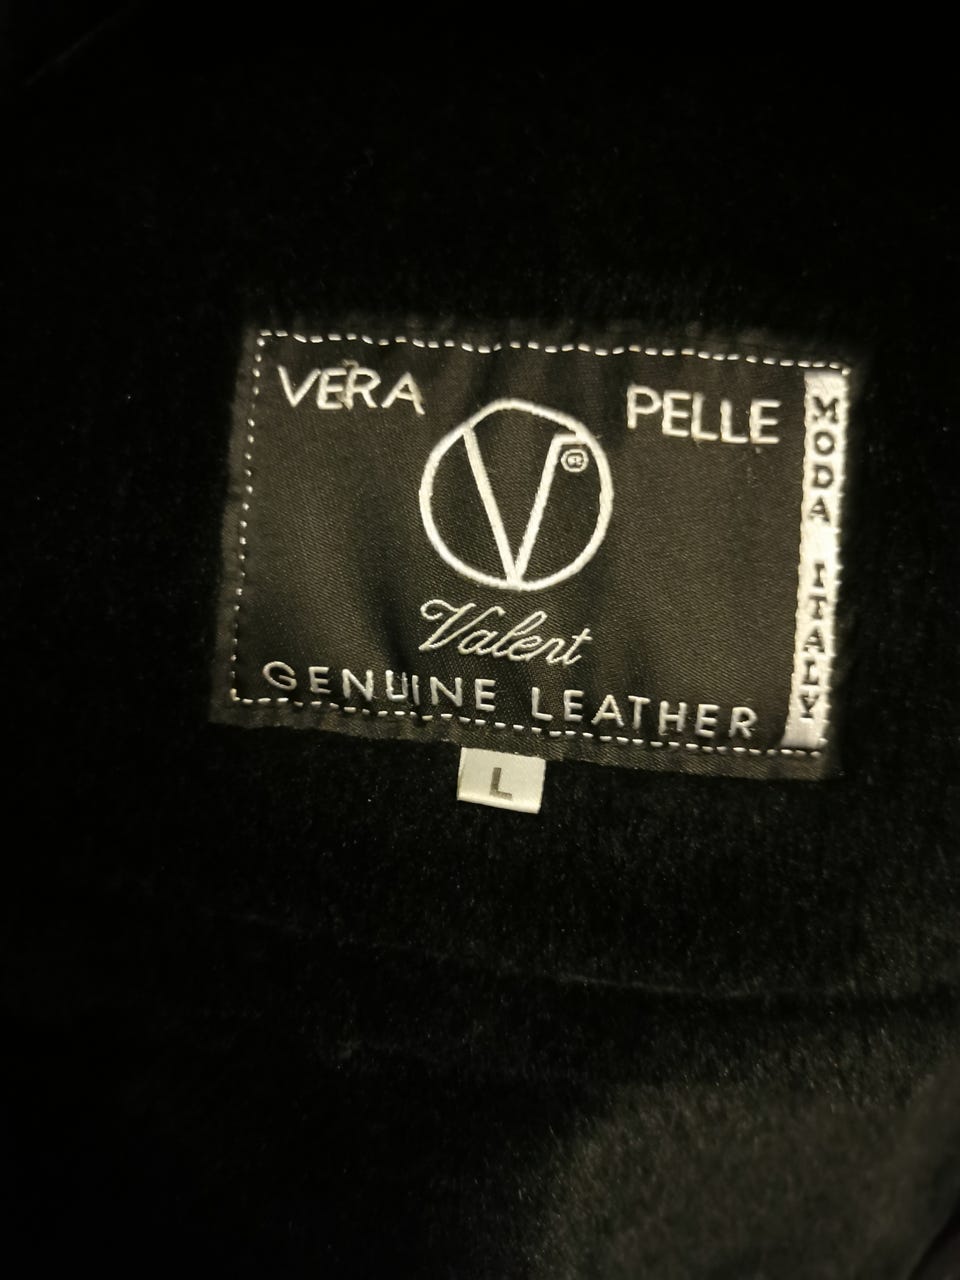 VERA PELLE
V®
Valent
GENUINE LEATHER
MODA ITALY
L